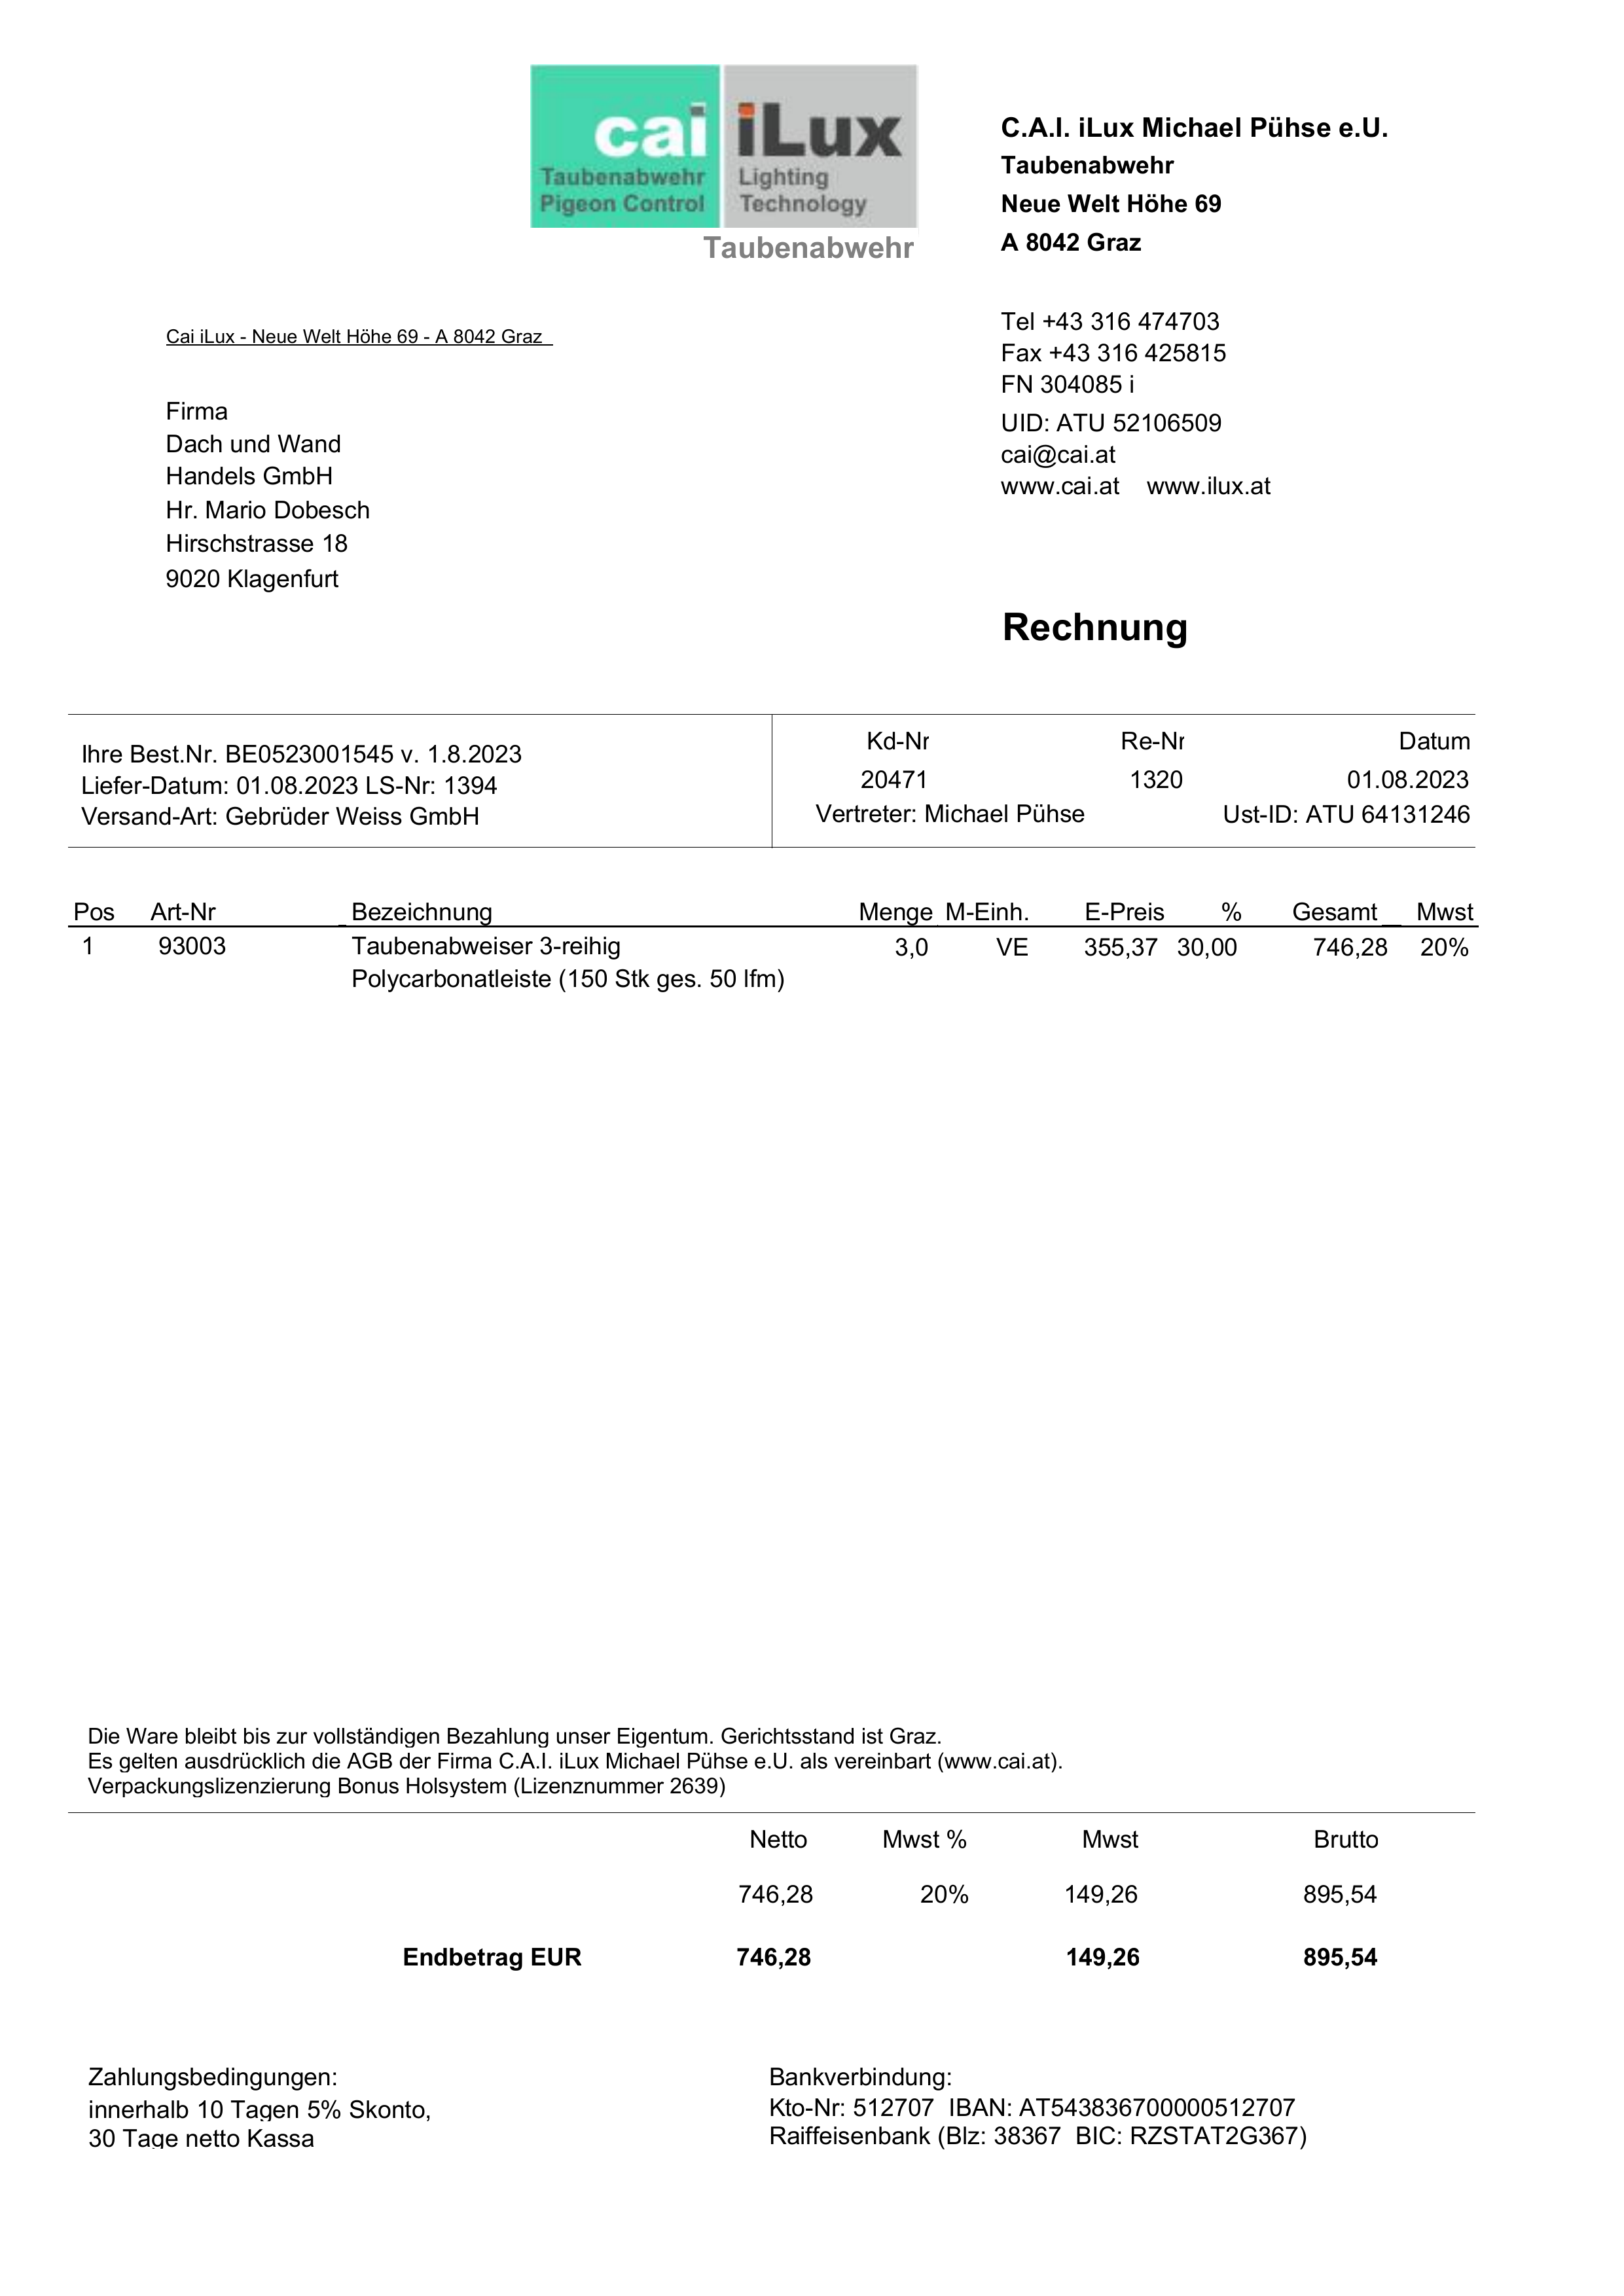 cai
Taubenabwehr
Pigeon Control
iLux
Lighting
Technology
Taubenabwehr
C.A.I. iLux Michael Pühse e.U.
Taubenabwehr
Neue Welt Höhe 69
A 8042 Graz
Tel +43 316 474703
Fax +43 316 425815
FN 304085 i
UID: ATU 52106509
cai@cai.at
www.cai.at www.ilux.at
Cai iLux - Neue Welt Höhe 69 - A 8042 Graz
Firma
Dach und Wand
Handels GmbH
Hr. Mario Dobesch
Hirschstrasse 18
9020 Klagenfurt
Rechnung
Ihre Best.Nr. BE0523001545 v. 1.8.2023
Liefer-Datum: 01.08.2023 LS-Nr: 1394
Versand-Art: Gebrüder Weiss GmbH
Kd-Nr Re-Nr Datum
20471 1320 01.08.2023
Vertreter: Michael Pühse Ust-ID: ATU 64131246
Pos Art-Nr Bezeichnung Menge M-Einh. E-Preis % Gesamt Mwst
1 93003 Taubenabweiser 3-reihig 3,0 VE 355,37 30,00 746,28 20%
Polycarbonatleiste (150 Stk ges. 50 lfm)
Die Ware bleibt bis zur vollständigen Bezahlung unser Eigentum. Gerichtsstand ist Graz.
Es gelten ausdrücklich die AGB der Firma C.A.I. iLux Michael Pühse e.U. als vereinbart (www.cai.at).
Verpackungslizenzierung Bonus Holsystem (Lizenznummer 2639)
Netto Mwst % Mwst Brutto
746,28 20% 149,26 895,54
Endbetrag EUR 746,28 149,26 895,54
Zahlungsbedingungen:
innerhalb 10 Tagen 5% Skonto,
30 Tage netto Kassa
Bankverbindung:
Kto-Nr: 512707 IBAN: AT543836700000512707
Raiffeisenbank (Blz: 38367 BIC: RZSTAT2G367)